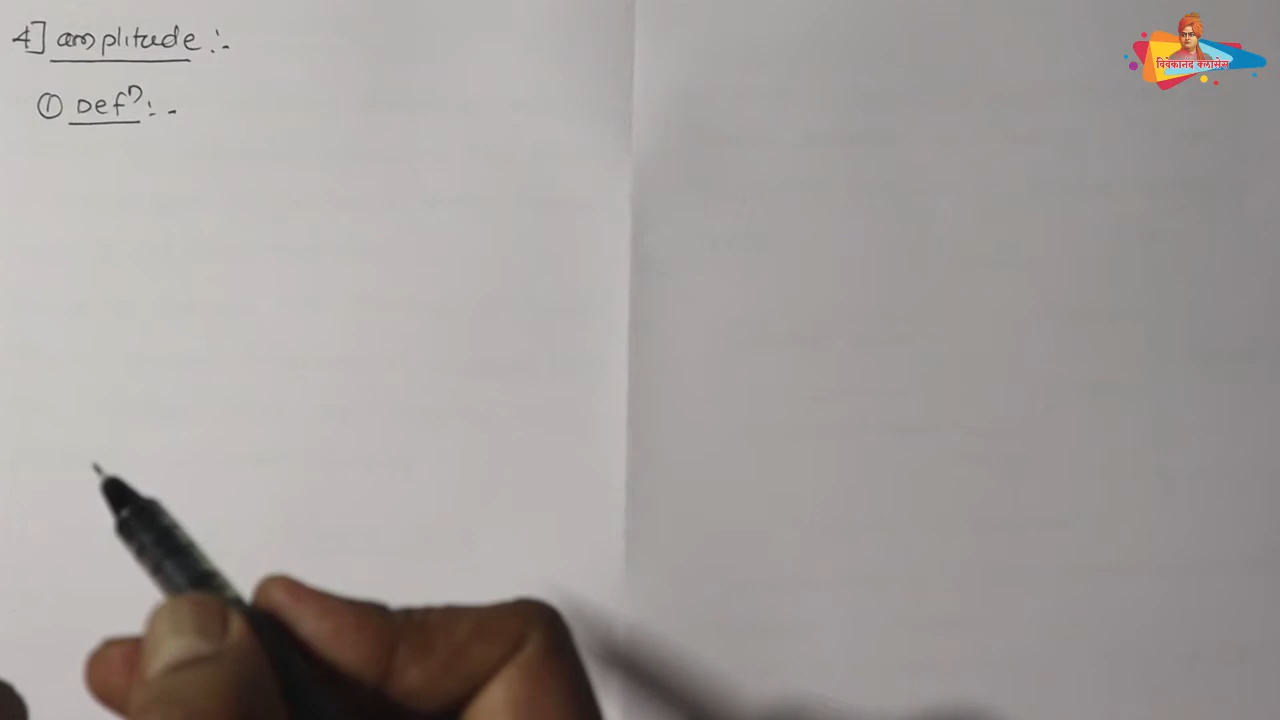 4] amplitude :-
① Defⁿ :-
विवेकानंद क्लासेस